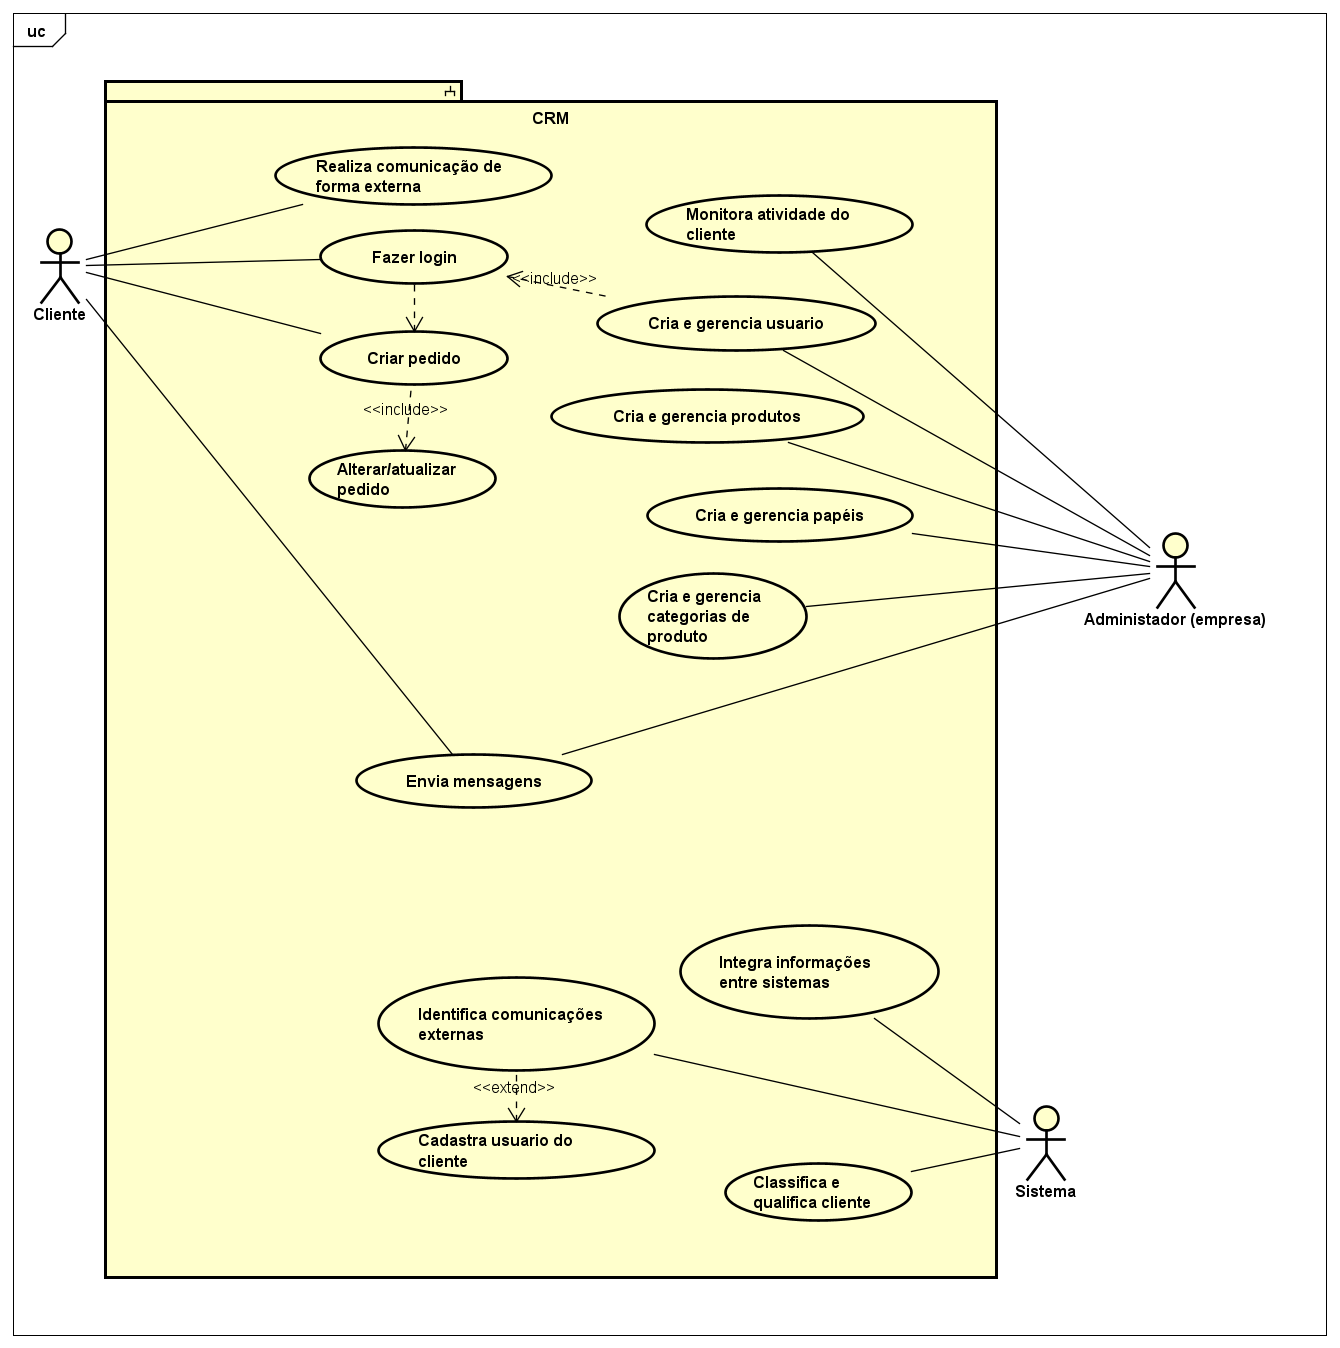 uc
CRM
Realiza comunicação de
forma externa
Monitora atividade do
cliente
Fazer login
<<include>>
Cliente
Cria e gerencia usuario
Criar pedido
<<include>>
Cria e gerencia produtos
Alterar/atualizar
pedido
Cria e gerencia papéis
Cria e gerencia
categorias de
produto
Administador (empresa)
Envia mensagens
Integra informações
entre sistemas
Identifica comunicações
externas
<<extend>>
Cadastra usuario do
cliente
Classifica e
qualifica cliente
Sistema